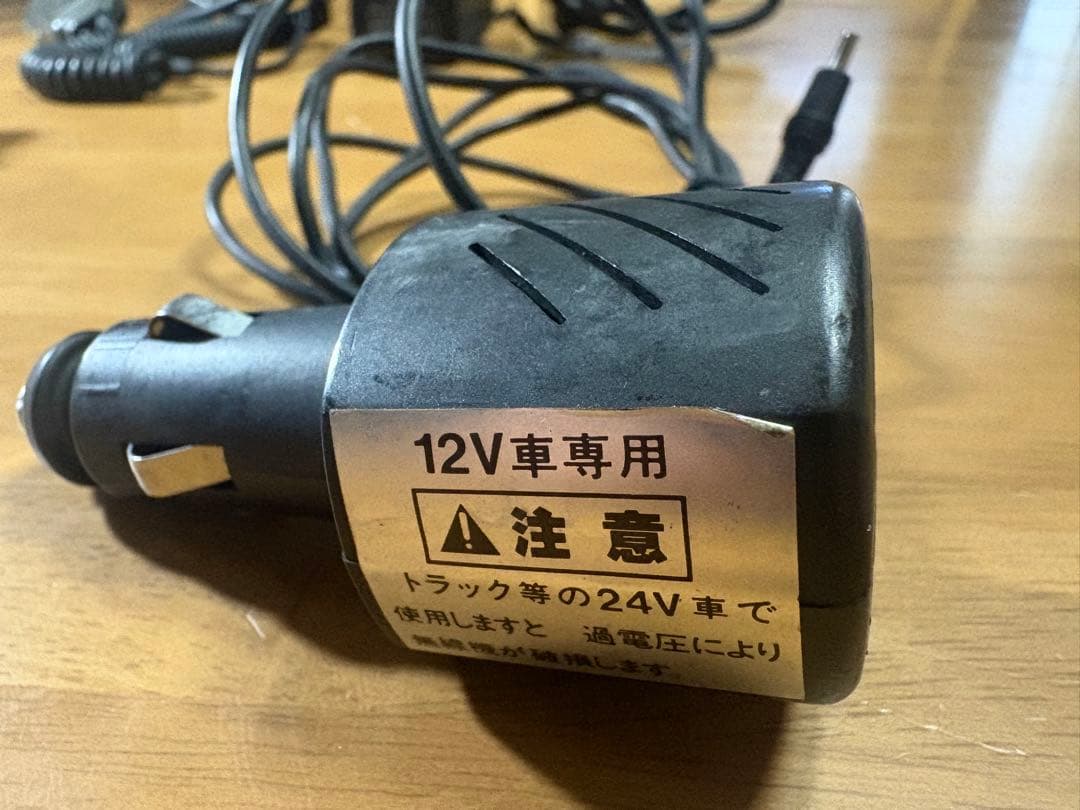 12V車専用
注意
トラック等の24V車で
使用しますと 過電圧により
無線機が破損します